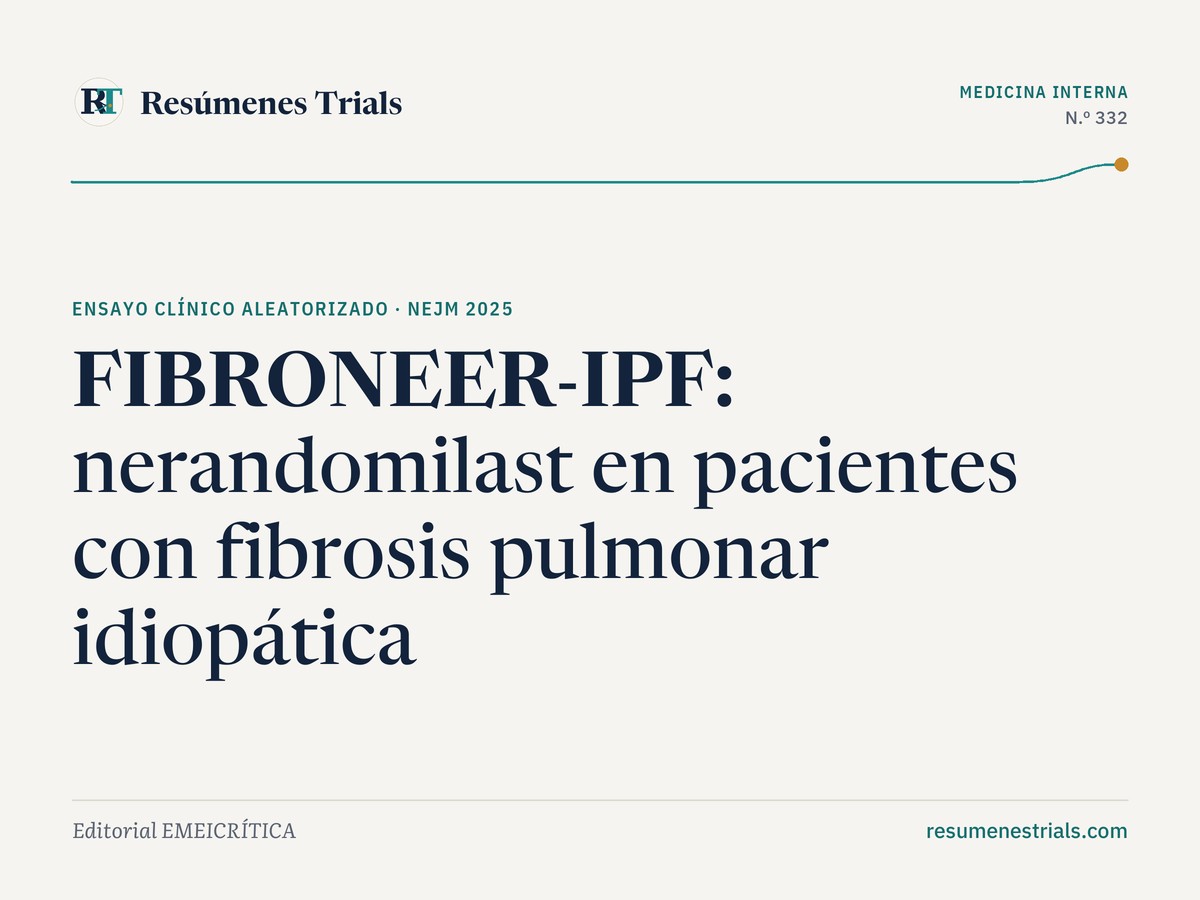 RT Resúmenes Trials
MEDICINA INTERNA
N.º 332
ENSAYO CLÍNICO ALEATORIZADO · NEJM 2025
FIBRONEER-IPF:
nerandomilast en pacientes
con fibrosis pulmonar
idiopática
Editorial EMEICRÍTICA
resumenestrials.com